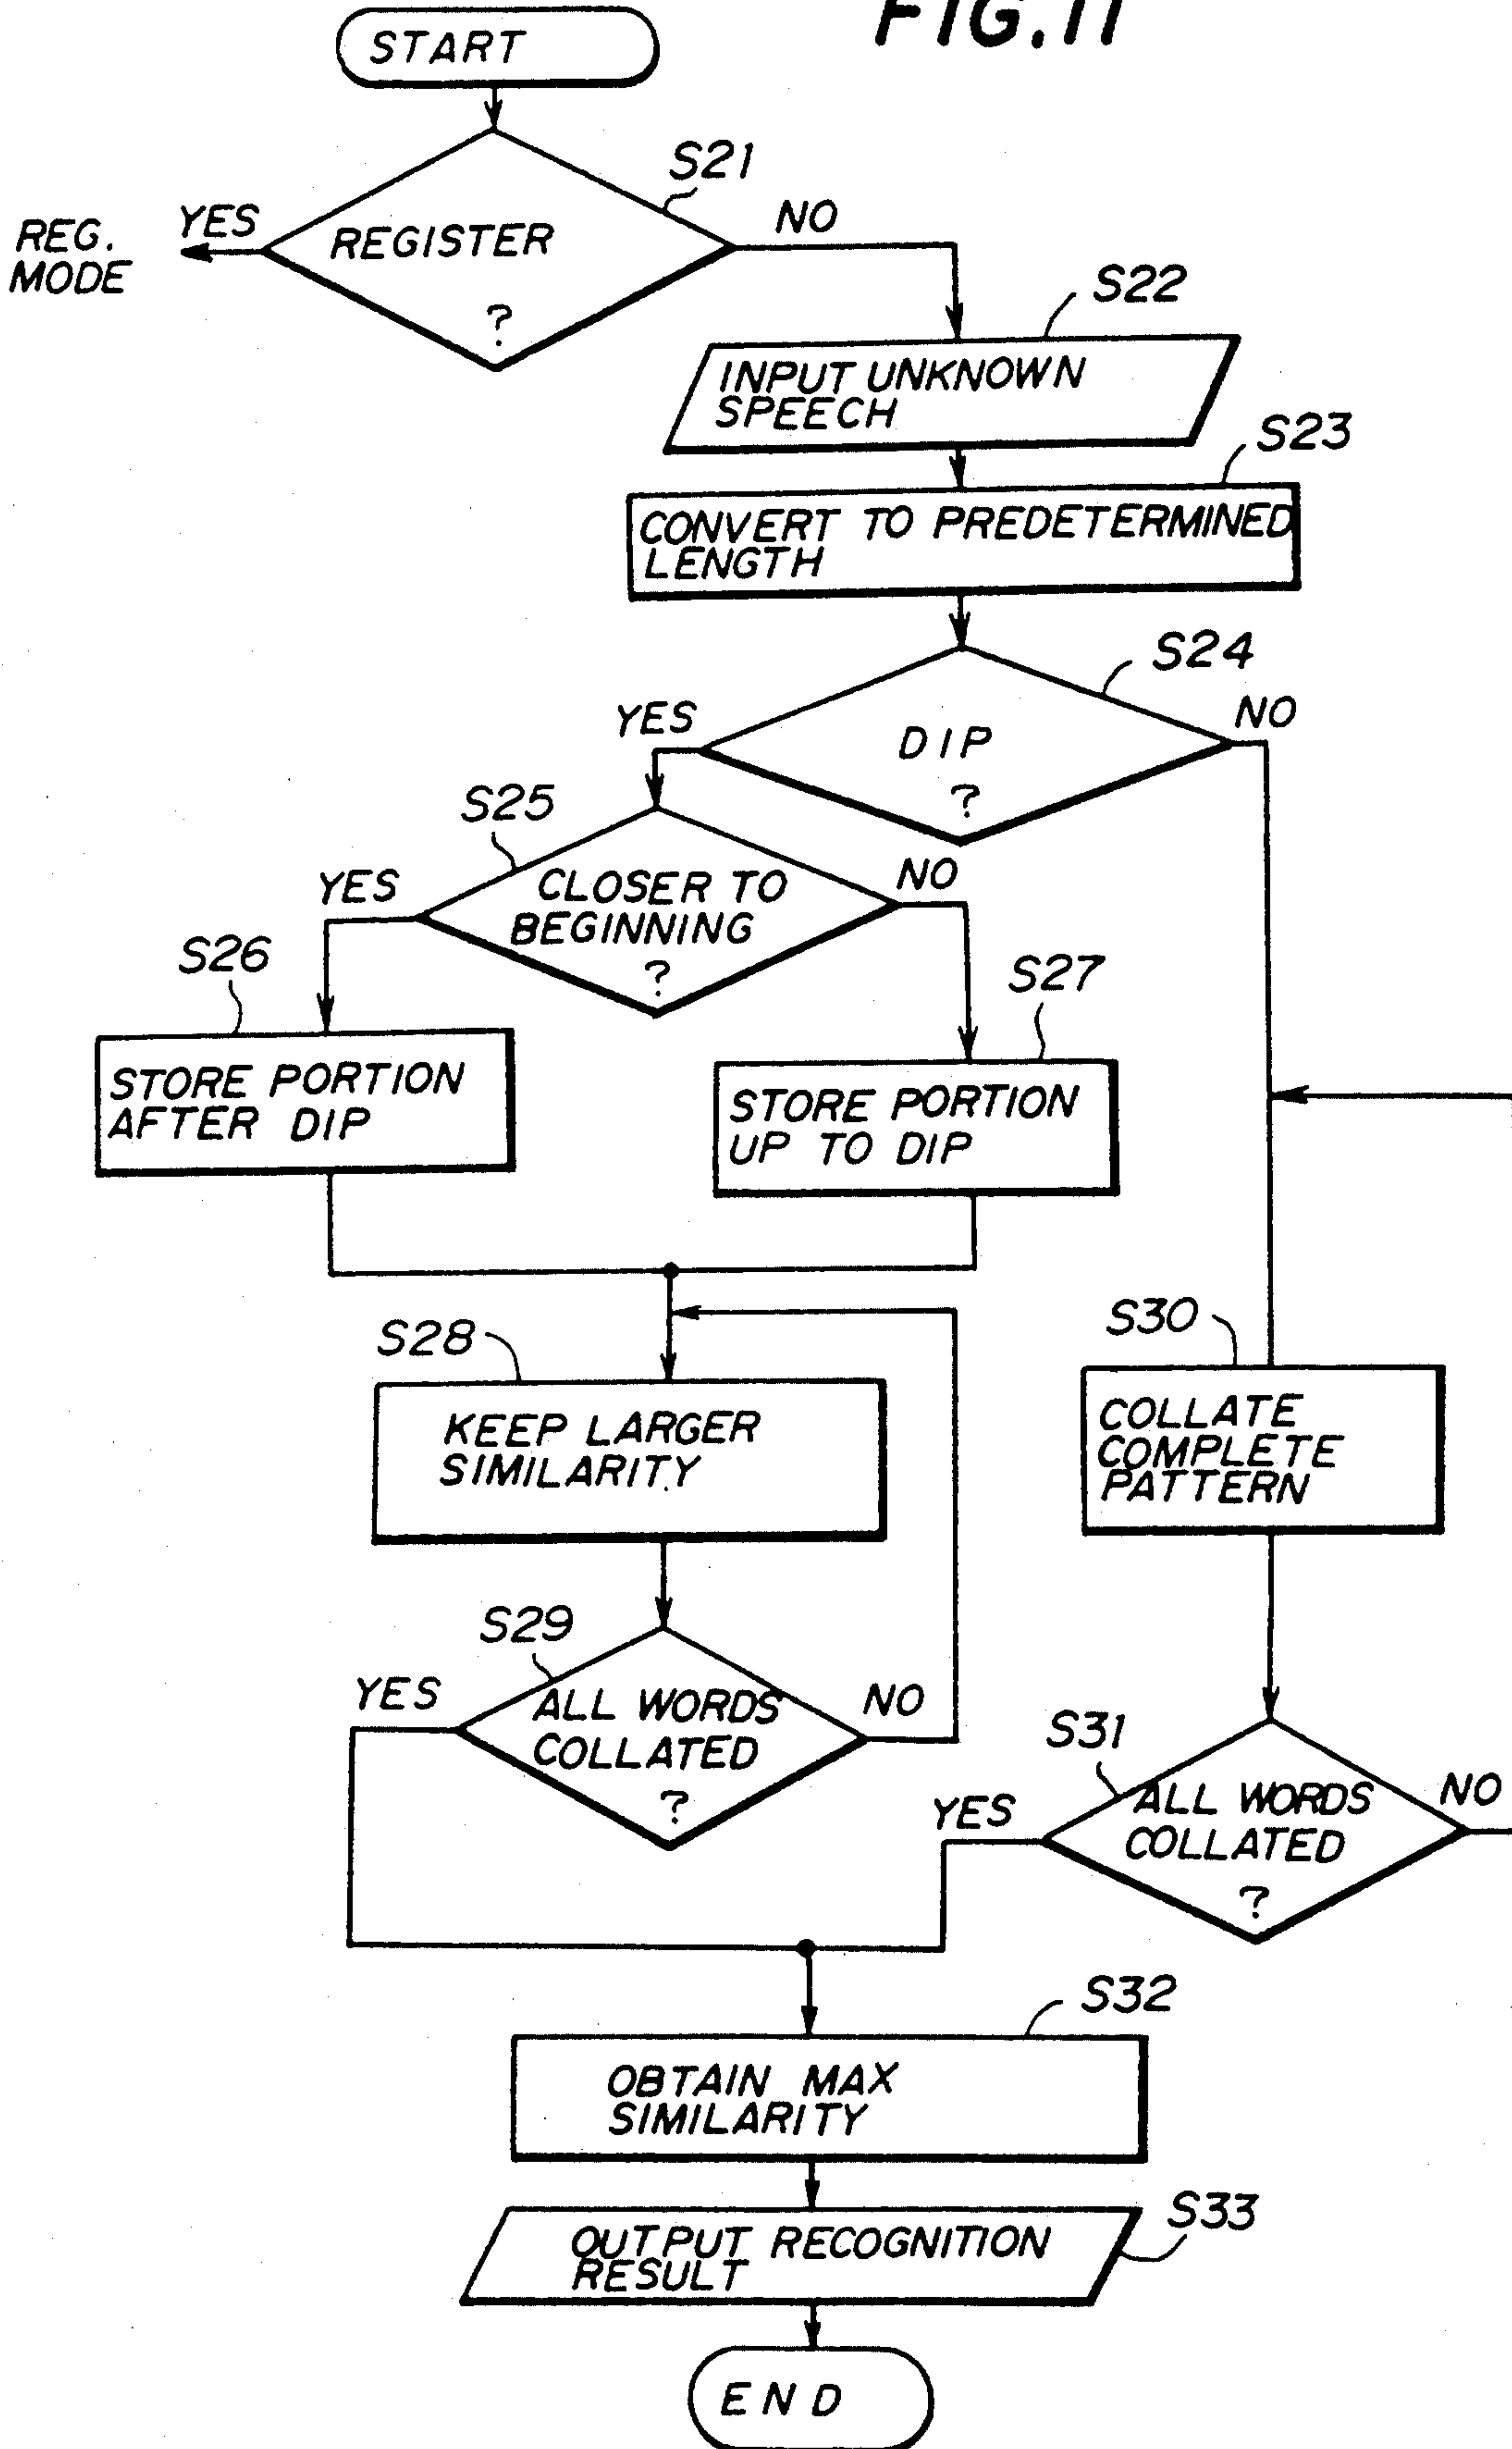 FIG.11
START
S21
REG.
MODE
YES
REGISTER
?
NO
S22
INPUT UNKNOWN
SPEECH
S23
CONVERT TO PREDETERMINED
LENGTH
S24
YES
DIP
?
NO
S25
YES
CLOSER TO
BEGINNING
?
NO
S26
STORE PORTION
AFTER DIP
S27
STORE PORTION
UP TO DIP
S28
KEEP LARGER
SIMILARITY
S30
COLLATE
COMPLETE
PATTERN
S29
YES
ALL WORDS
COLLATED
?
NO
S31
YES
ALL WORDS
COLLATED
?
NO
S32
OBTAIN MAX
SIMILARITY
S33
OUTPUT RECOGNITION
RESULT
END